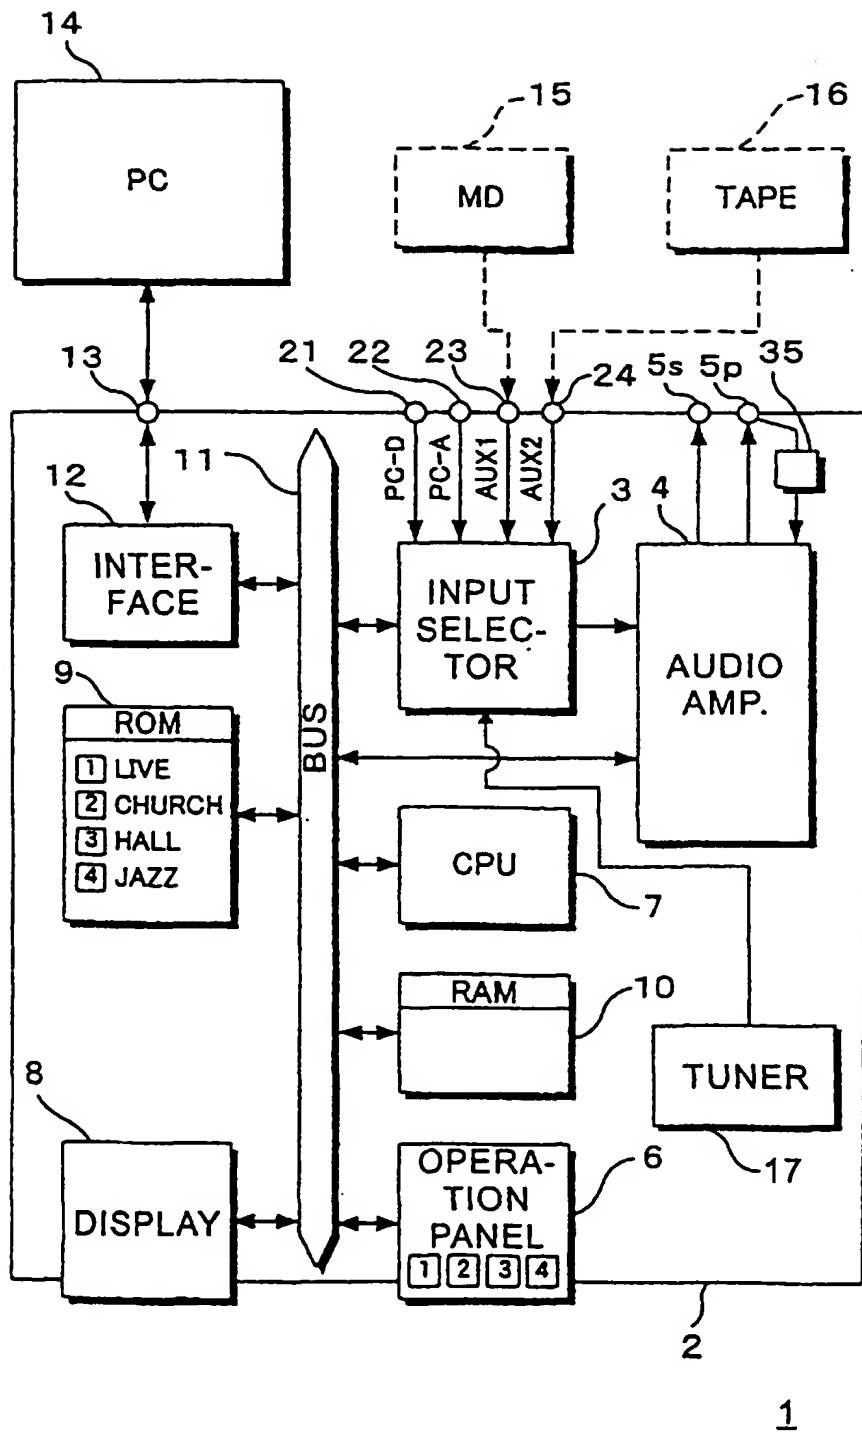 14
PC
15
MD
16
TAPE
13
21
22
23
24
5s
5p
35
11
PC-D
PC-A
AUX1
AUX2
12
INTER-
FACE
3
INPUT
SELEC-
TOR
4
AUDIO
AMP.
9
ROM
1 LIVE
2 CHURCH
3 HALL
4 JAZZ
BUS
CPU
7
RAM
10
TUNER
17
8
DISPLAY
OPERA-
TION
PANEL
1 2 3 4
6
2
1